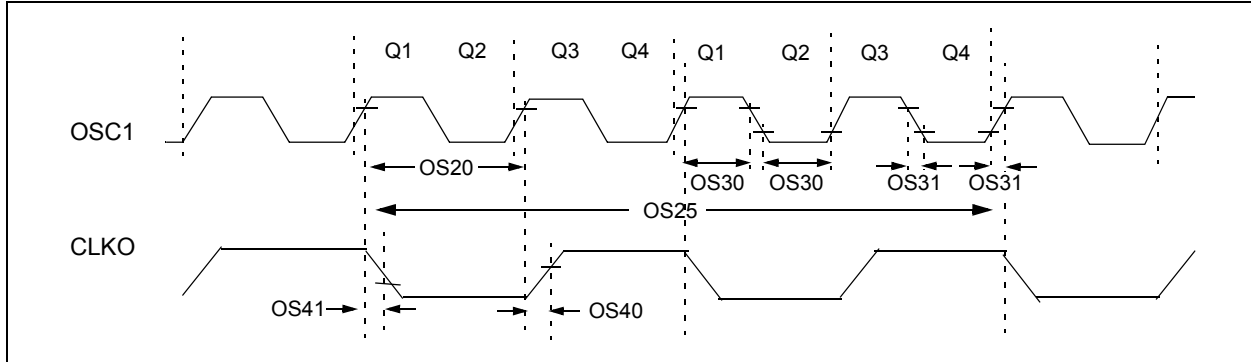 Q1 Q2 Q3 Q4 Q1 Q2 Q3 Q4
OSC1
OS20
OS30 OS30 OS31 OS31
OS25
CLKO
OS41 OS40